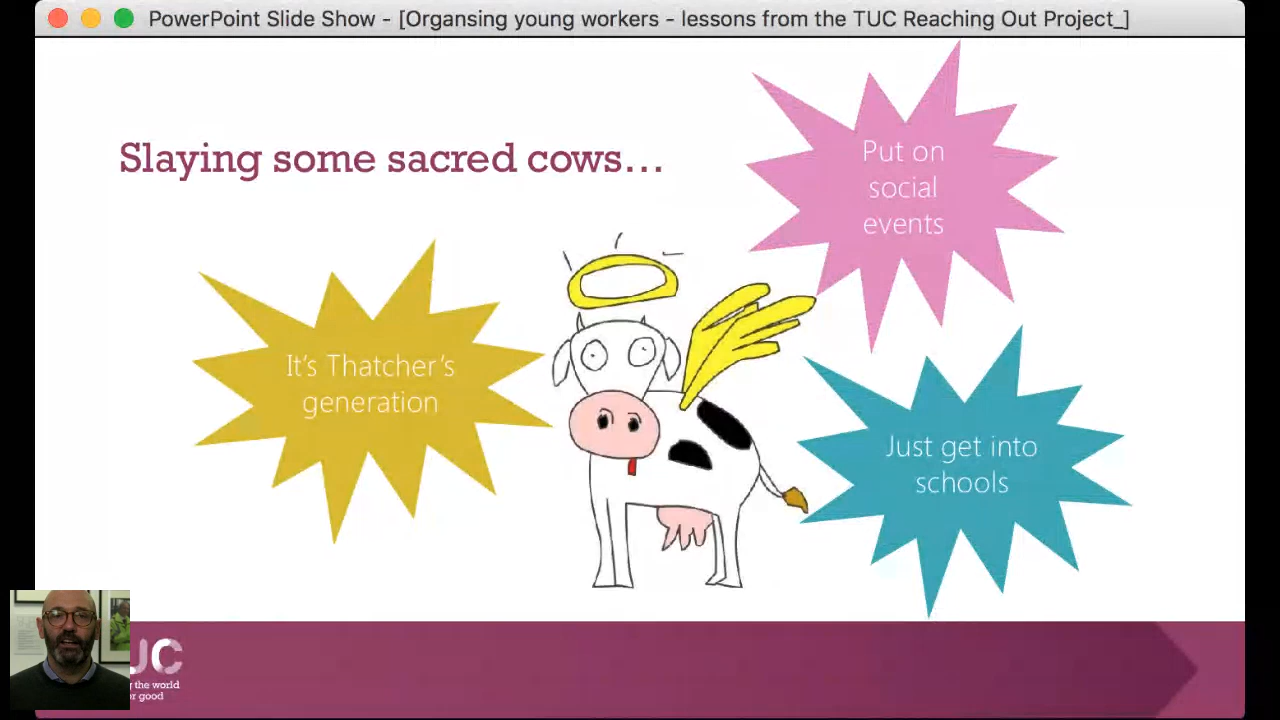 PowerPoint Slide Show - [Organsing young workers - lessons from the TUC Reaching Out Project_]
Slaying some sacred cows...
Put on
social
events
It's Thatcher's
generation
Just get into
schools
UC
the world
good